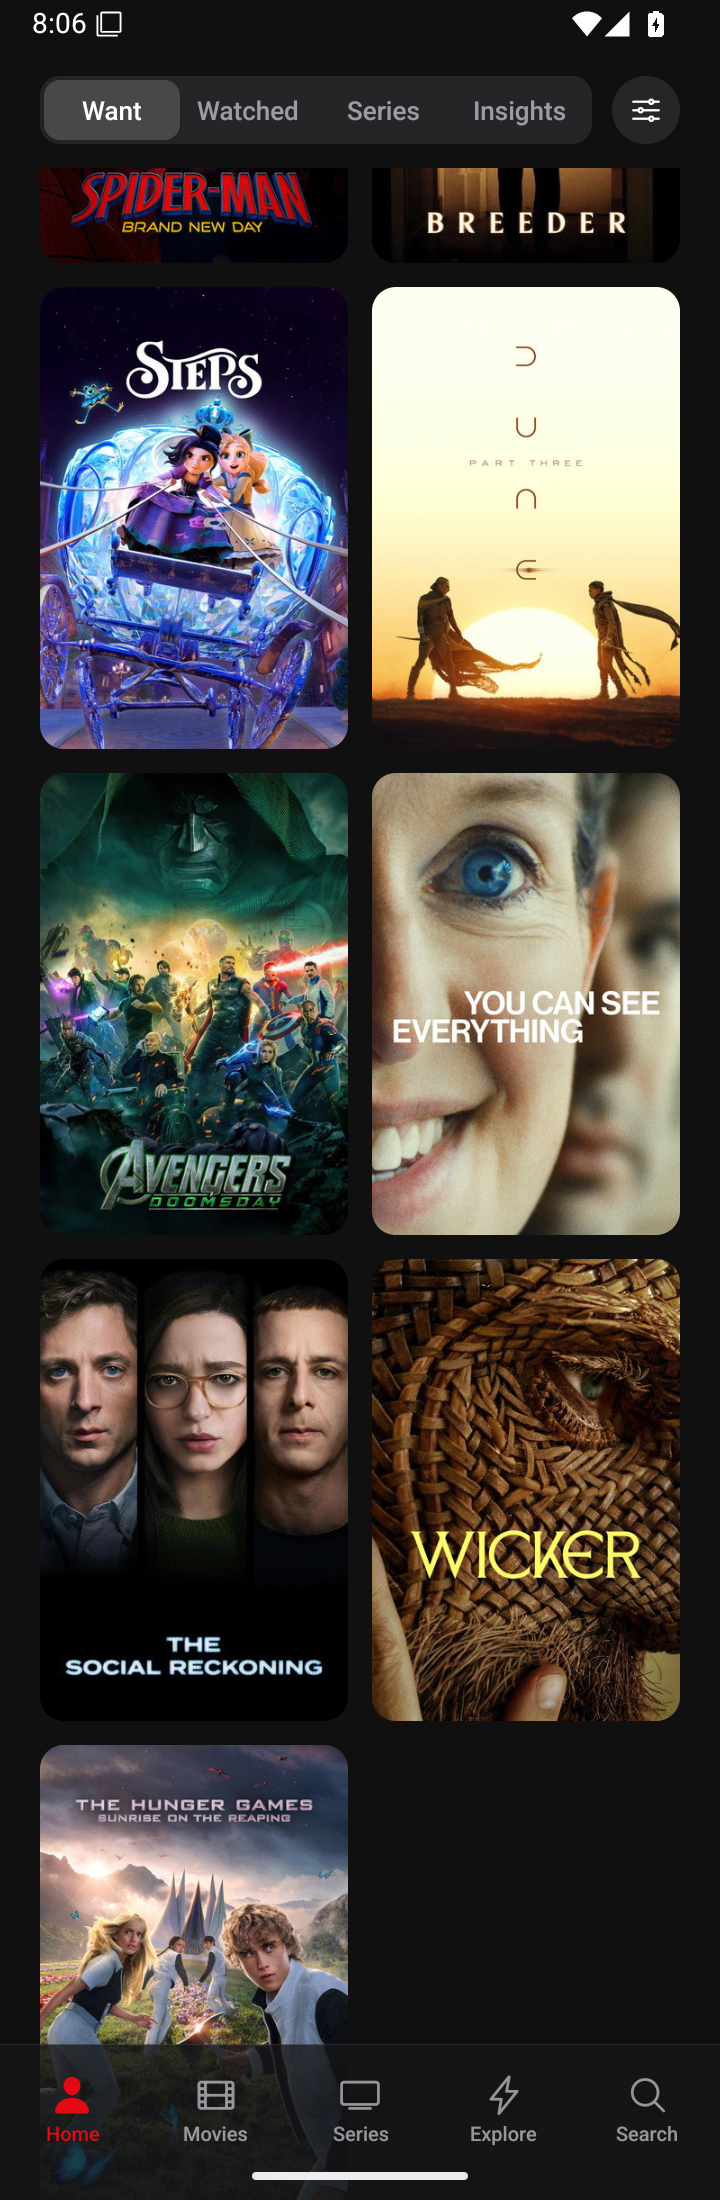 8:06
Want
Watched
Series
Insights
SPIDER-MAN
BRAND NEW DAY
BREEDER
STEPS
DUNE
PART THREE
AVENGERS
DOOMSDAY
YOU CAN SEE
EVERYTHING
THE
SOCIAL RECKONING
WICKER
THE HUNGER GAMES
SUNRISE ON THE REAPING
Home
Movies
Series
Explore
Search